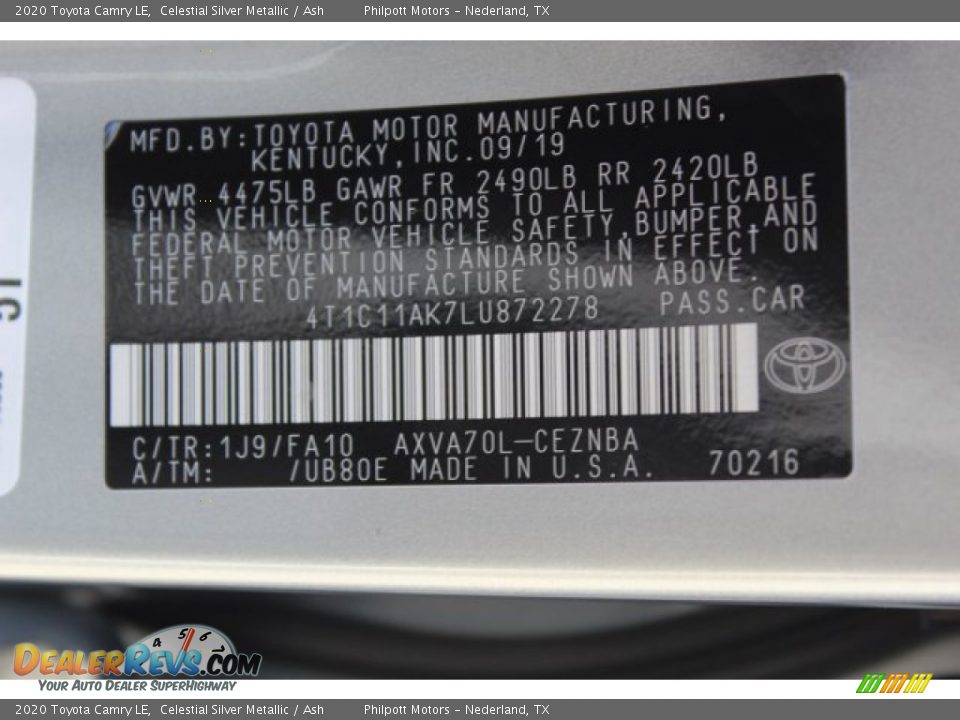 2020 Toyota Camry LE, Celestial Silver Metallic / Ash Philpott Motors – Nederland, TX
MFD.BY:TOYOTA MOTOR MANUFACTURING,
KENTUCKY,INC.09/19
GVWR 4475LB GAWR FR 2490LB RR 2420LB
THIS VEHICLE CONFORMS TO ALL APPLICABLE
FEDERAL MOTOR VEHICLE SAFETY,BUMPER,AND
THEFT PREVENTION STANDARDS IN EFFECT ON
THE DATE OF MANUFACTURE SHOWN ABOVE.
4T1C11AK7LU872278 PASS.CAR
C/TR:1J9/FA10 AXVA70L-CEZNBA
A/TM: /UB80E MADE IN U.S.A. 70216
4 5 6
DEALERREVS.COM
YOUR AUTO DEALER SUPERHIGHWAY
2020 Toyota Camry LE, Celestial Silver Metallic / Ash Philpott Motors – Nederland, TX